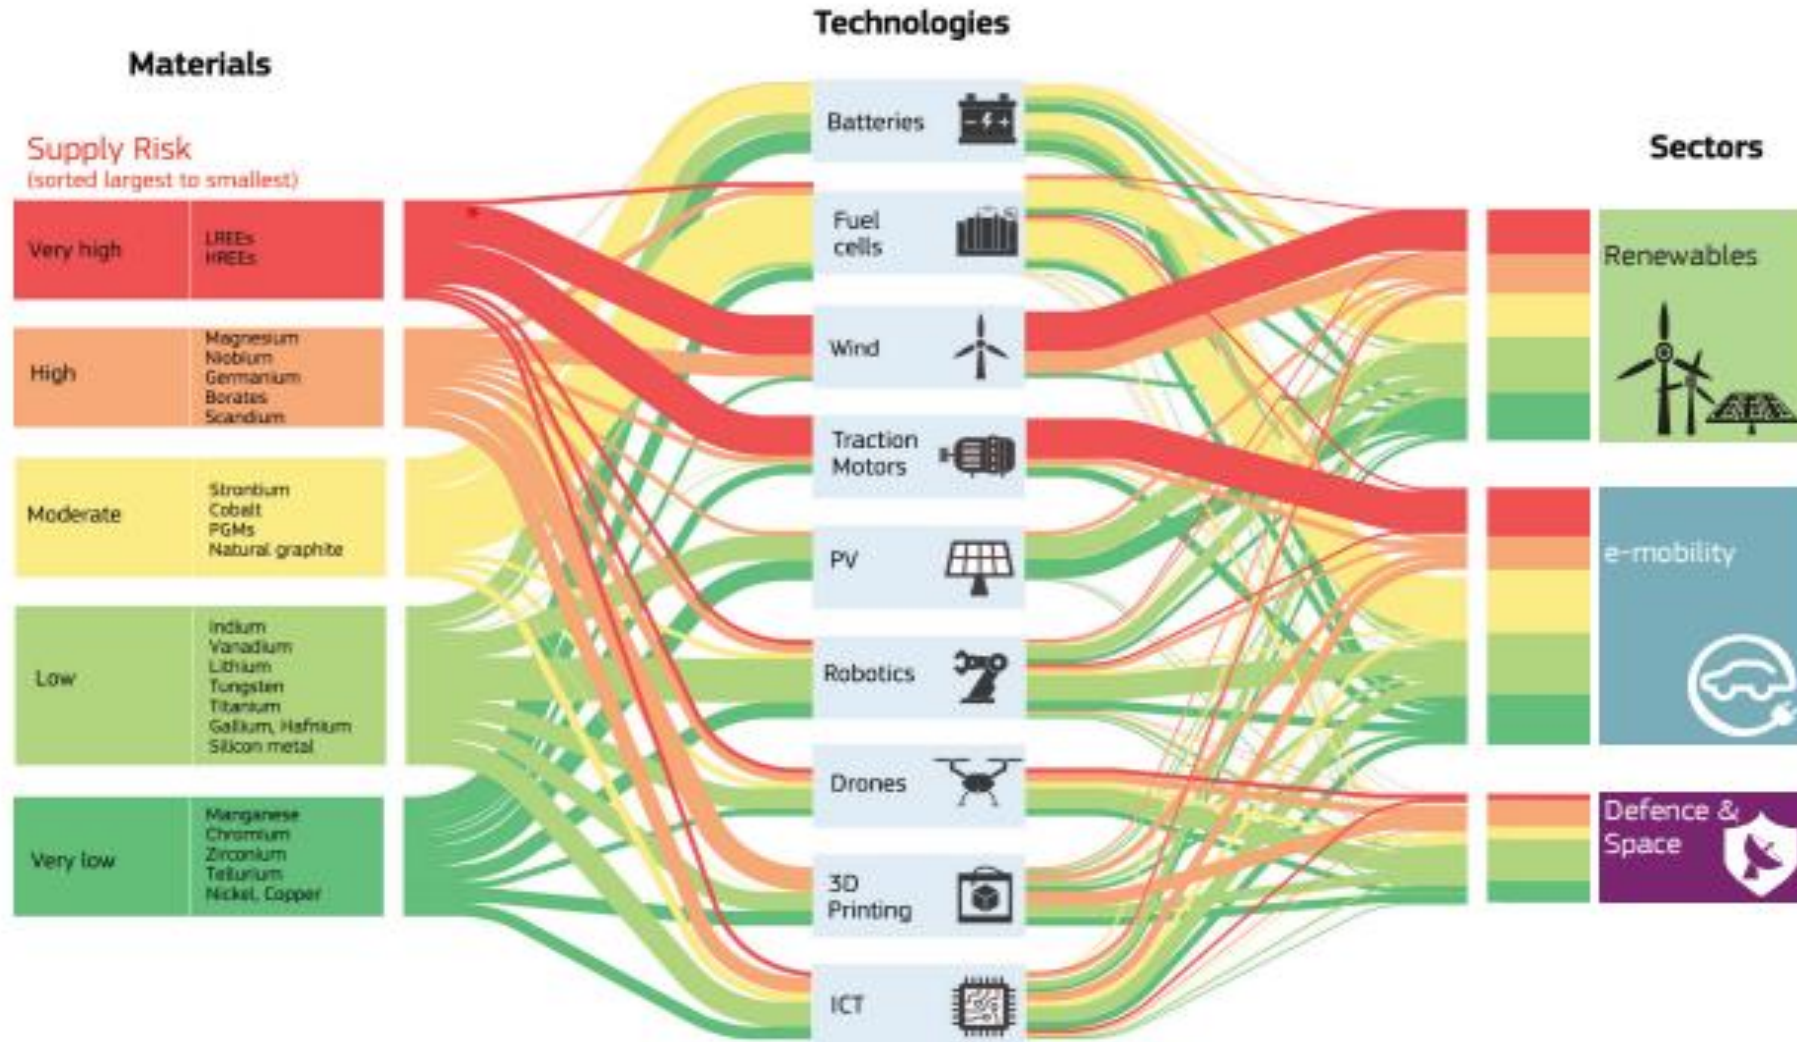 Technologies
Materials
Supply Risk
(sorted largest to smallest)
Very high
LREEs
HREEs
High
Magnesium
Niobium
Germanium
Borates
Scandium
Moderate
Strontium
Cobalt
PGMs
Natural graphite
Low
Indium
Vanadium
Lithium
Tungsten
Titanium
Gallium, Hafnium
Silicon metal
Very low
Manganese
Chromium
Zirconium
Tellurium
Nickel, Copper
Batteries
Fuel
cells
Wind
Traction
Motors
PV
Robotics
Drones
3D
Printing
ICT
Sectors
Renewables
e-mobility
Defence &
Space